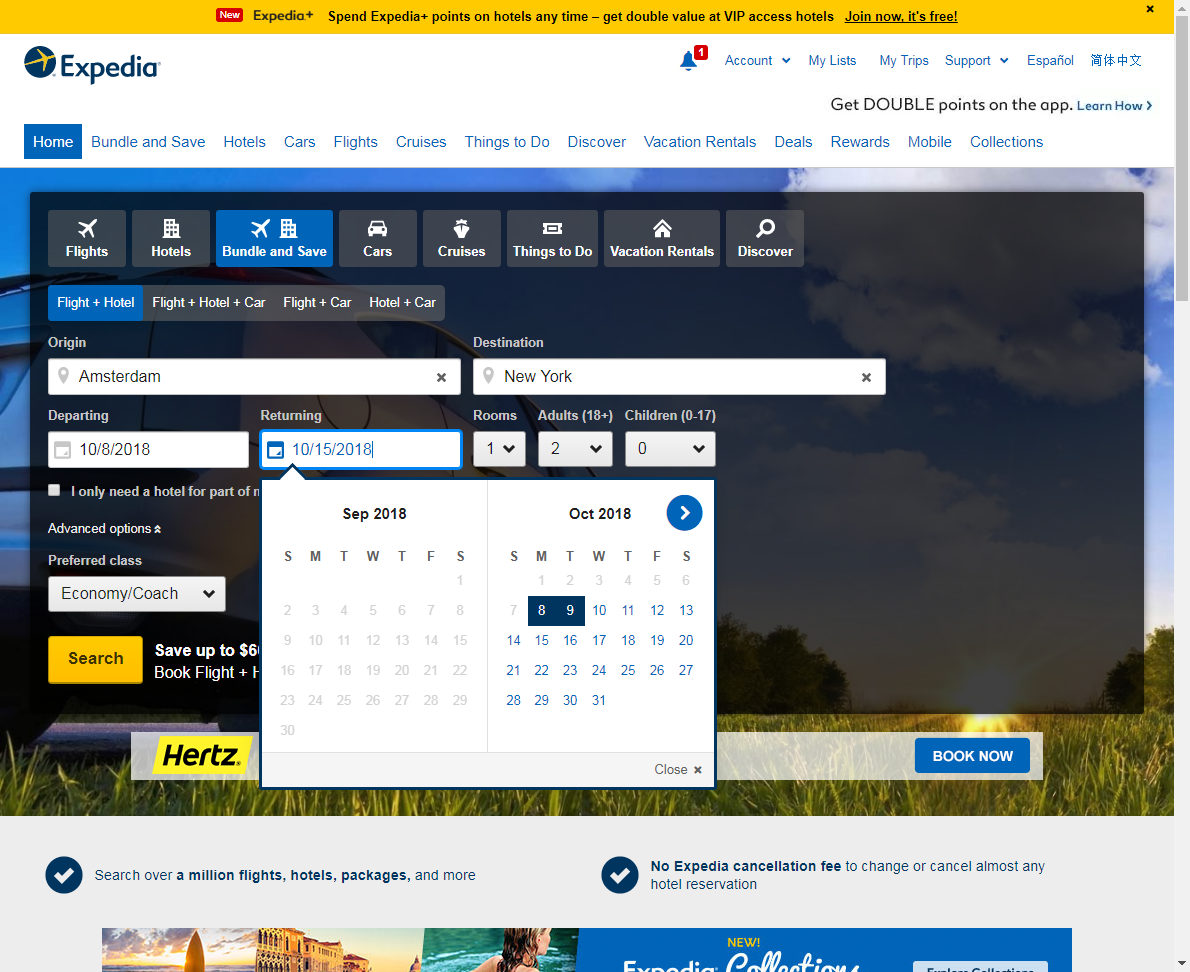 New Expedia+ Spend Expedia+ points on hotels any time – get double value at VIP access hotels Join now, it's free!
Expedia
1 Account My Lists My Trips Support Español 简体中文
Get DOUBLE points on the app. Learn How
Home Bundle and Save Hotels Cars Flights Cruises Things to Do Discover Vacation Rentals Deals Rewards Mobile Collections
Flights Hotels Bundle and Save Cars Cruises Things to Do Vacation Rentals Discover
Flight + Hotel Flight + Hotel + Car Flight + Car Hotel + Car
Origin Destination
Amsterdam New York
Departing Returning Rooms Adults (18+) Children (0-17)
10/8/2018 10/15/2018 1 2 0
I only need a hotel for part of
Advanced options
Preferred class
Economy/Coach
Search
Save up to
Book Flight +
Sep 2018
S M T W T F S
1
2 3 4 5 6 7 8
9 10 11 12 13 14 15
16 17 18 19 20 21 22
23 24 25 26 27 28 29
30
Oct 2018
S M T W T F S
1 2 3 4 5 6
7 8 9 10 11 12 13
14 15 16 17 18 19 20
21 22 23 24 25 26 27
28 29 30 31
Close
Hertz. BOOK NOW
Search over a million flights, hotels, packages, and more
No Expedia cancellation fee to change or cancel almost any
hotel reservation
NEW!
Expedia Collections
Explore Collections